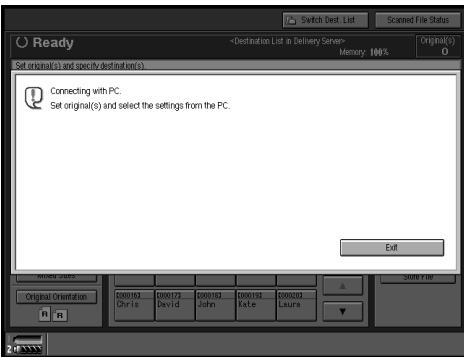 Switch Dest. List
Scanned File Status
Ready
<Destination List in Delivery Server>
Original(s)
Memory: 100%
0
Set original(s) and specify destination(s).
Connecting with PC.
Set original(s) and select the settings from the PC.
Exit
Mixed Sizes
Store File
Original Orientation
[00016]
[00017]
[00018]
[00019]
[00020]
Chris
David
John
Kate
Laura